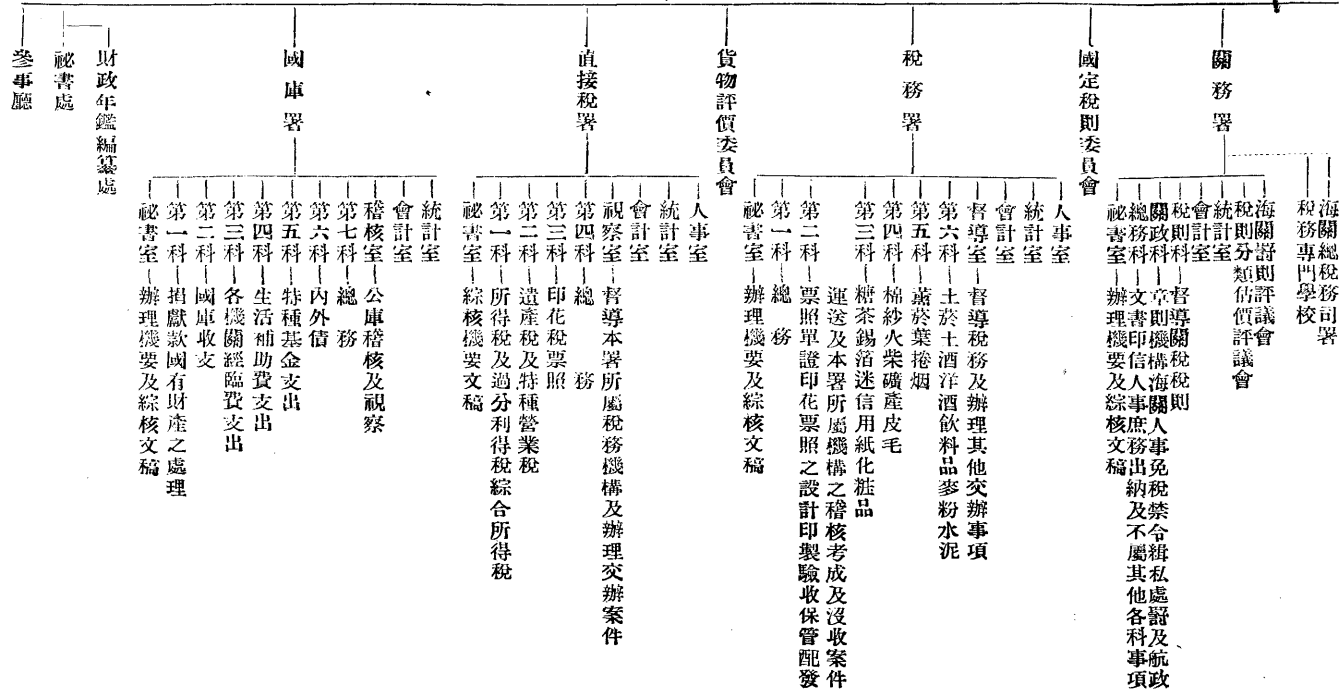 海關總稅務司署
稅務專門學校
關務署
海關罰則評議會
稅則分類估價評議會
統計室
會計室
稅則科—督導關稅稅則
關政科—章則機構海關人事免稅禁令緝私處罰及航政
總務科—文書印信人事庶務出納及不屬其他各科事項
祕書室—辦理機要及綜核文稿
國定稅則委員會
稅務署
人事室
統計室
會計室
督導室—督導稅務及辦理其他交辦事項
第六科—土菸土酒洋酒飲料品麥粉水泥
第五科—薰菸葉捲烟
第四科—棉紗火柴礦產皮毛
第三科—糖茶錫箔迷信用紙化粧品
第二科—票照單證印花票照之設計印製驗收保管配發
運送及本署所屬機構之稽核考成及沒收案件
第一科—總務
祕書室—辦理機要及綜核文稿
貨物評價委員會
直接稅署
人事室
統計室
會計室
視察室—督導本署所屬稅務機構及辦理交辦案件
第四科—總務
第三科—印花稅票照
第二科—遺產稅及特種營業稅
第一科—所得稅及過分利得稅綜合所得稅
祕書室—綜核機要文稿
國庫署
統計室
會計室
稽核室—公庫稽核及視察
第七科—總務
第六科—內外債
第五科—特種基金支出
第四科—生活補助費支出
第三科—各機關經臨費支出
第二科—國庫收支
第一科—捐獻款國有財產之處理
祕書室—辦理機要及綜核文稿
財政年鑑編纂處
祕書處
參事廳